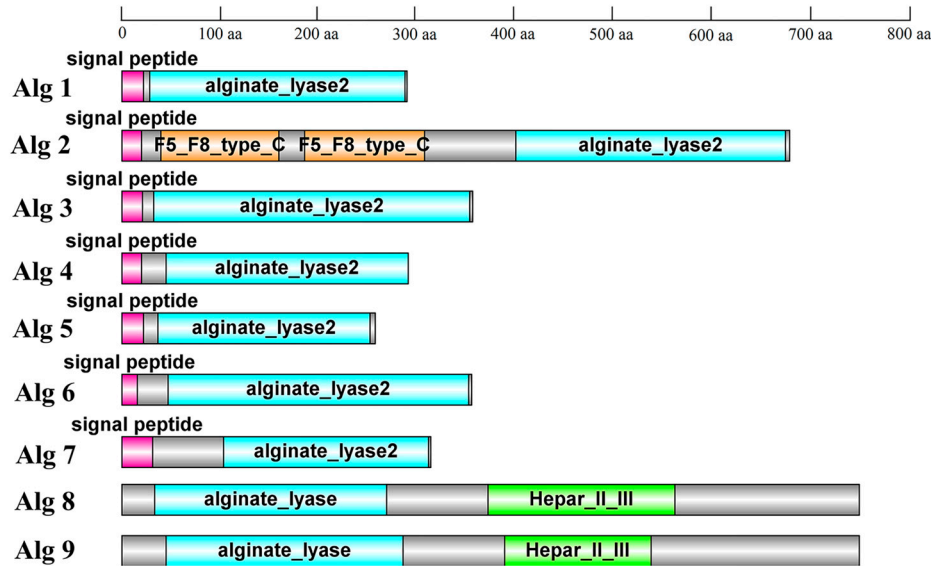 0 100 aa 200 aa 300 aa 400 aa 500 aa 600 aa 700 aa 800 aa
signal peptide
Alg 1 alginate_lyase2
signal peptide
Alg 2 F5_F8_type_C F5_F8_type_C alginate_lyase2
signal peptide
Alg 3 alginate_lyase2
signal peptide
Alg 4 alginate_lyase2
signal peptide
Alg 5 alginate_lyase2
signal peptide
Alg 6 alginate_lyase2
signal peptide
Alg 7 alginate_lyase2
Alg 8 alginate_lyase Hepar_II_III
Alg 9 alginate_lyase Hepar_II_III